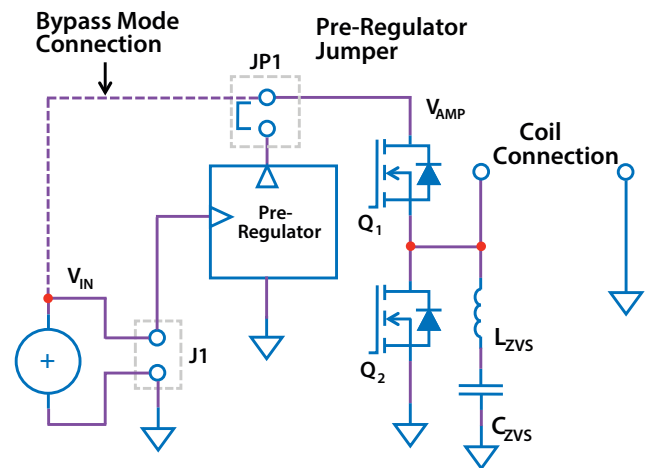 Bypass Mode
Connection
Pre-Regulator
Jumper
JP1
VAMP
Coil
Connection
Pre-
Regulator
Q1
VIN
J1
Q2
LZVS
CZVS
+